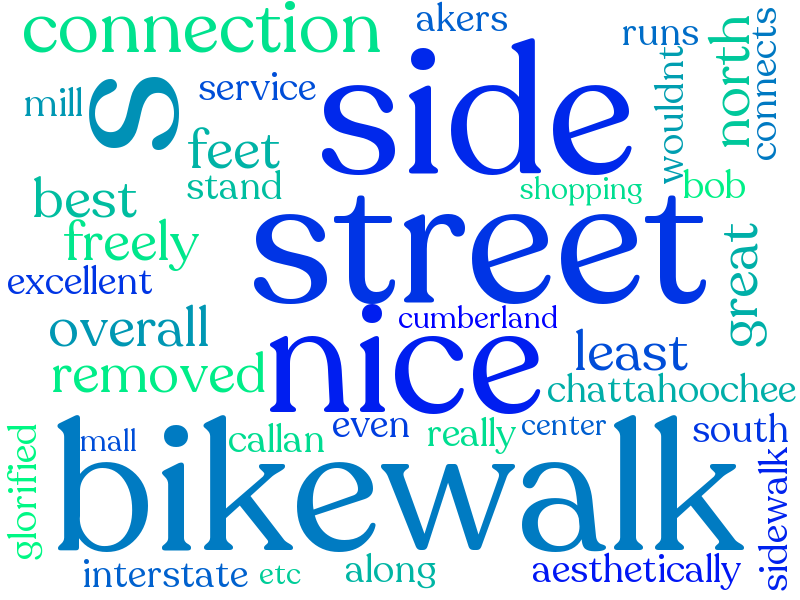 connection
akers
runs
north
connects
mill
s
service
side
wouldnt
feet
stand
best
freely
shopping
bob
street
great
excellent
overall
cumberland
nice
least
removed
chattahoochee
glorified
mall
callan
even
really
center
south
bikewalk
sidewalk
interstate
etc
along
aesthetically